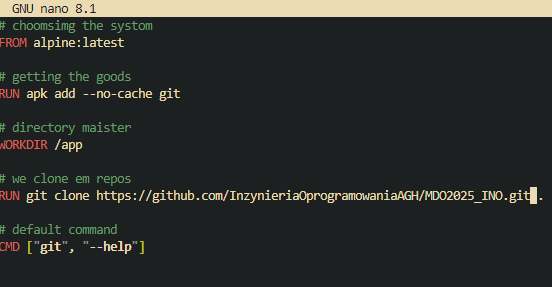 GNU nano 8.1
# choomsimg the systom
FROM alpine:latest
# getting the goods
RUN apk add --no-cache git
# directory maister
WORKDIR /app
# we clone em repos
RUN git clone https://github.com/InzynieriaOprogramowaniaAGH/MDO2025_INO.git .
# default command
CMD ["git", "--help"]